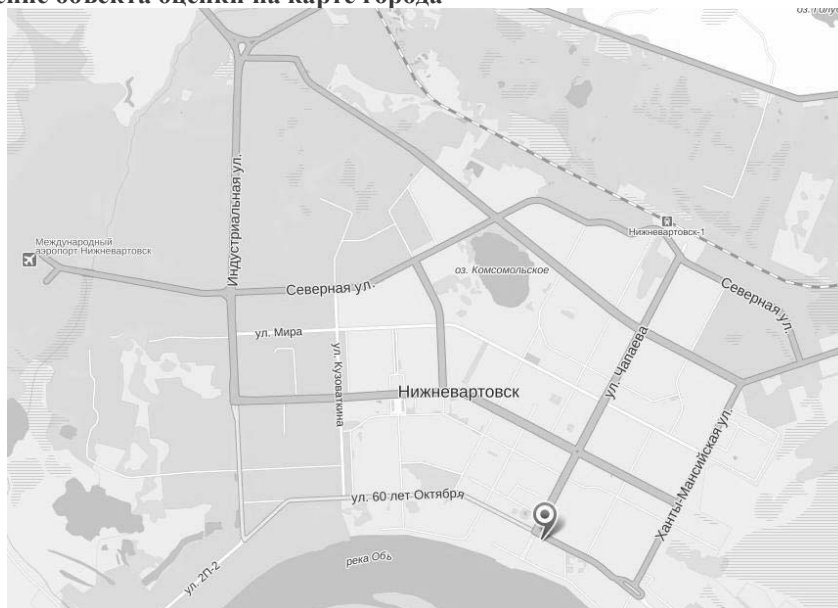 ение объекта оценки на карте города
оз. Голу
Индустриальная ул.
Международный
аэропорт Нижневартовск
Нижневартовск-1
оз. Комсомольское
Северная ул.
Северная ул.
ул. Мира
ул. Кузоваткина
ул. Чапаева
Нижневартовск
Ханты-Мансийская ул.
ул. 60 лет Октября
река Обь
ул. 2П-2